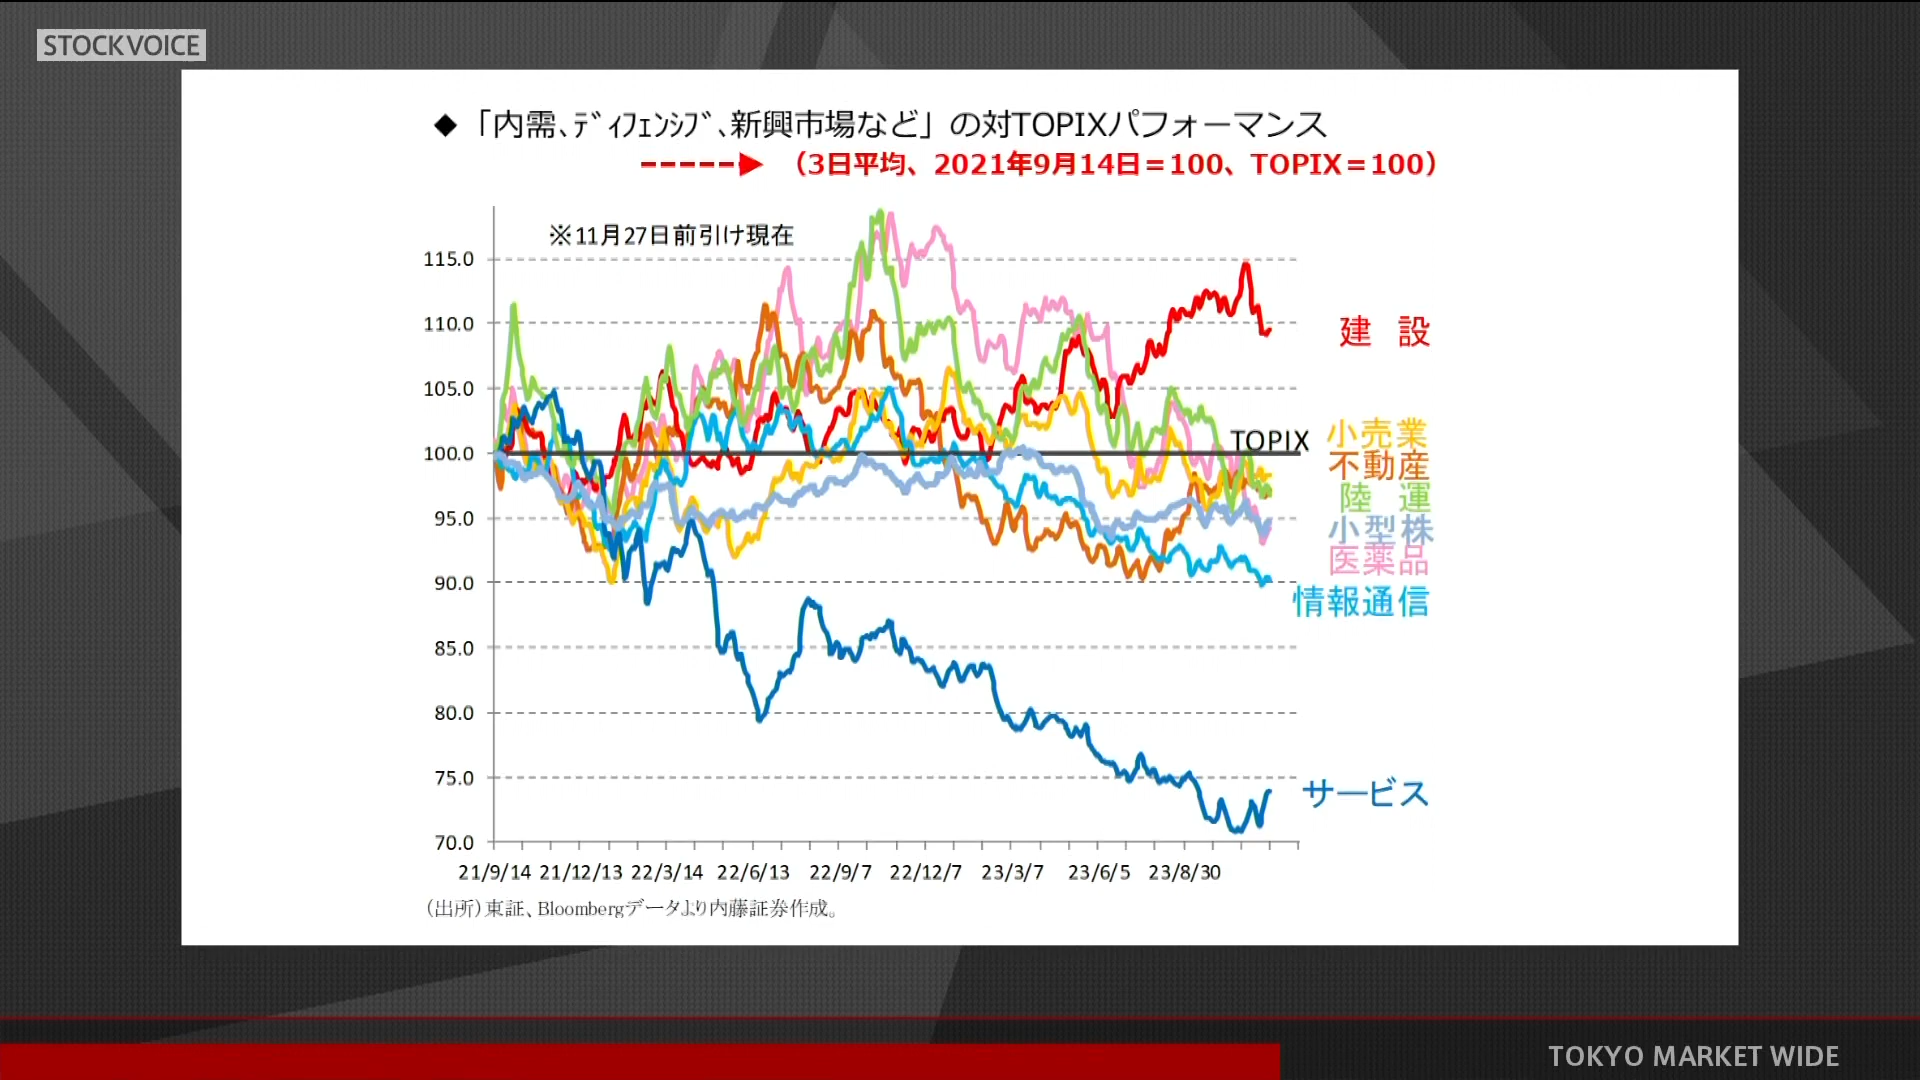 STOCKVOICE
◆「内需､ﾃﾞｨﾌｪﾝｼﾌﾞ､新興市場など」の対TOPIXパフォーマンス
（3日平均、2021年9月14日＝100、TOPIX＝100）
※11月27日前引け現在
115.0
110.0
105.0
100.0
95.0
90.0
85.0
80.0
75.0
70.0
建 設
TOPIX
小売業
不動産
陸 運
小型株
医薬品
情報通信
サービス
21/9/14 21/12/13 22/3/14 22/6/13 22/9/7 22/12/7 23/3/7 23/6/5 23/8/30
（出所）東証、Bloombergデータより内藤証券作成。
TOKYO MARKET WIDE